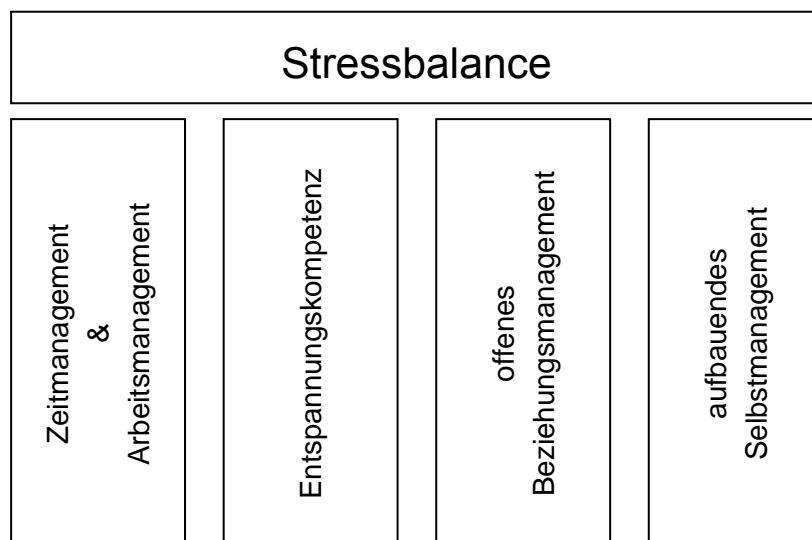 Stressbalance
Zeitmanagement
&
Arbeitsmanagement
Entspannungskompetenz
offenes
Beziehungsmanagement
aufbauendes
Selbstmanagement